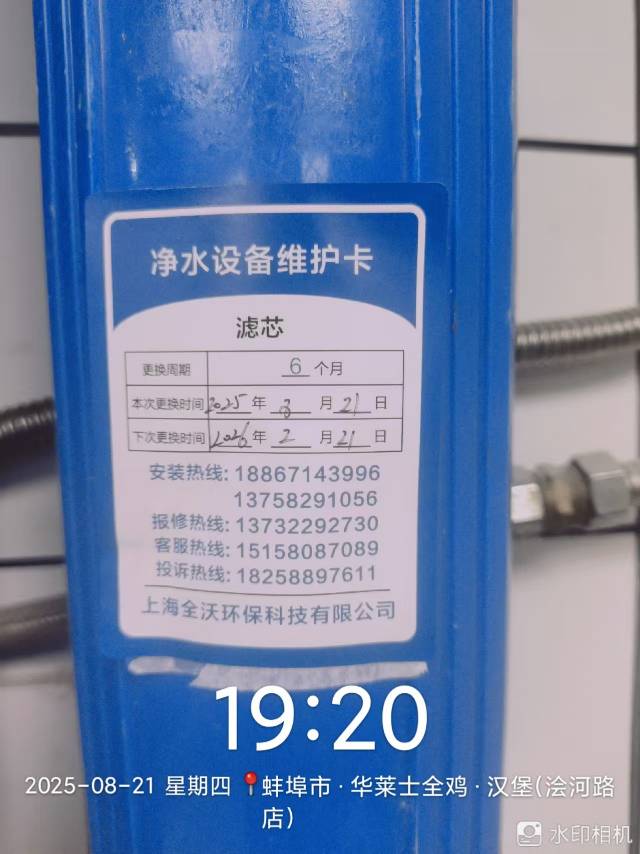 净水设备维护卡
滤芯
更换周期 6 个月
本次更换时间 2025 年 8 月 21 日
下次更换时间 2026 年 2 月 21 日
安装热线: 18867143996
13758291056
报修热线: 13732292730
客服热线: 15158087089
投诉热线: 18258897611
上海全沃环保科技有限公司
19:20
2025-08-21 星期四 蚌埠市·华莱士全鸡·汉堡(浍河路
店)
水印相机